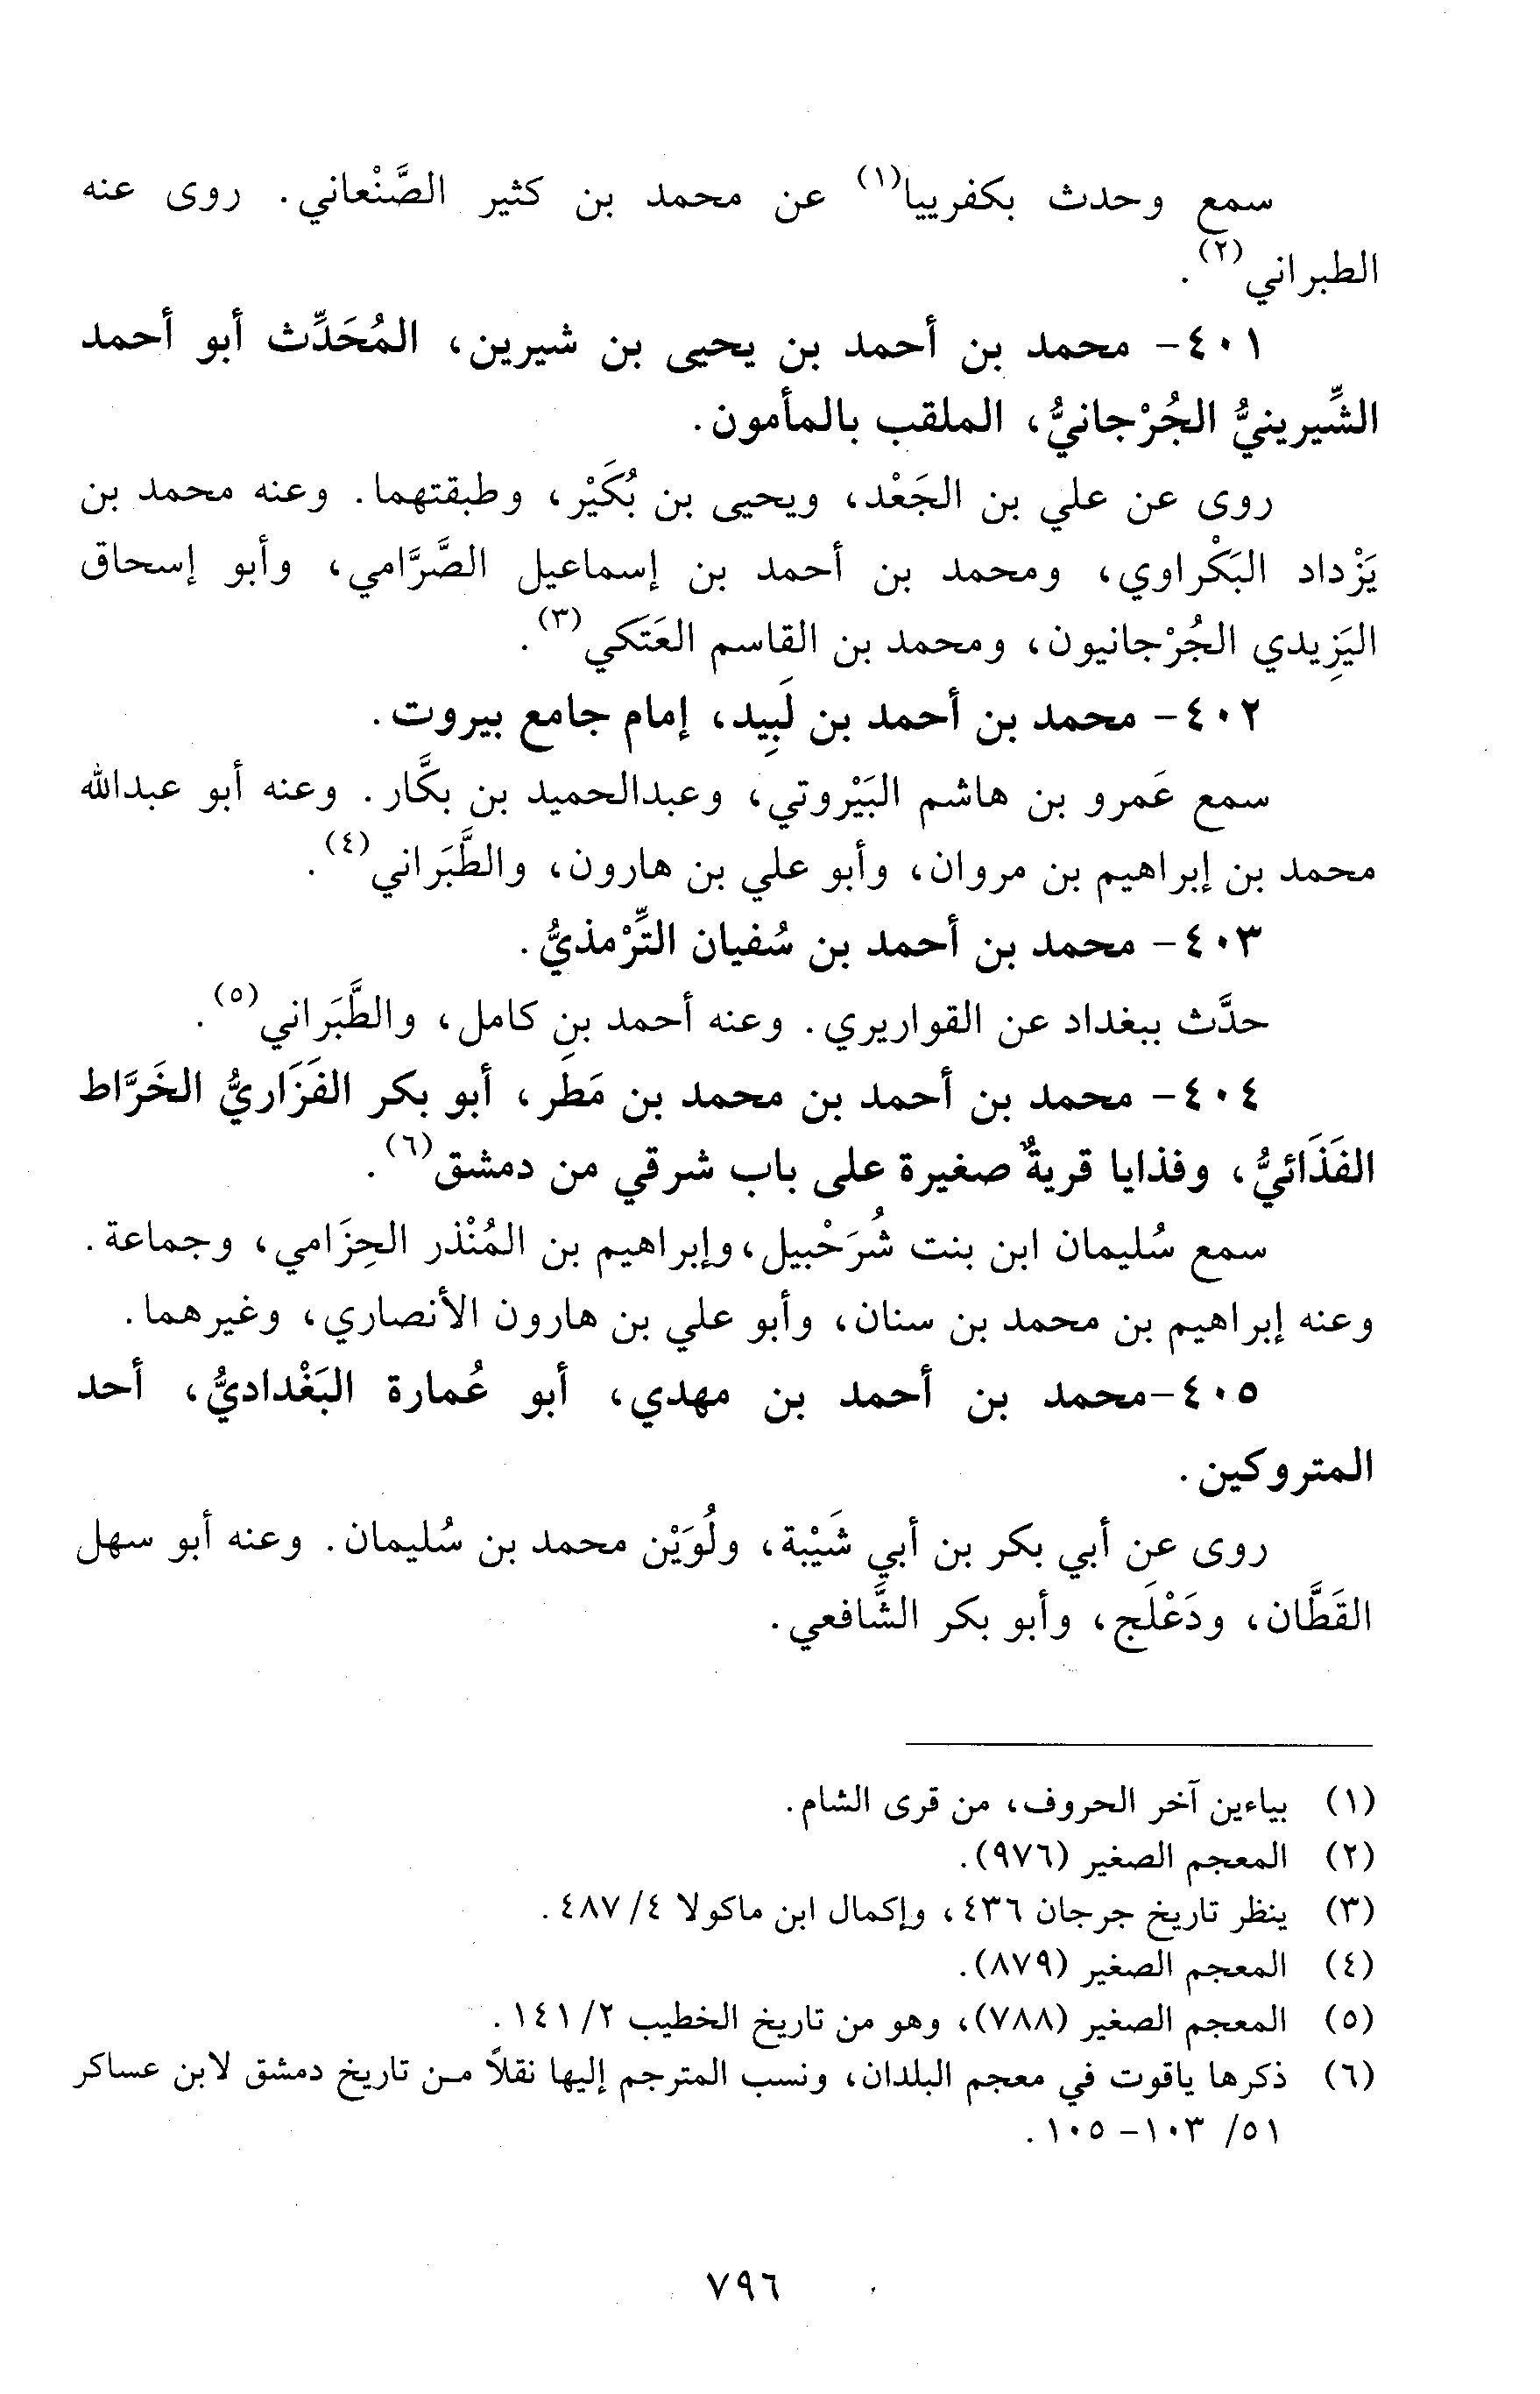 سمع وحدث بكفربيا(١) عن محمد بن كثير الصَّنْعاني. روى عنه
الطبراني(٢).
٤٠١- محمد بن أحمد بن يحيى بن شيرين، المُحَدِّث أبو أحمد
الشِّيرينيُّ الجُرْجانيُّ، الملقب بالمأمون.
روى عن علي بن الجَعْد، ويحيى بن بُكَيْر، وطبقتهما. وعنه محمد بن
يَزْداد البَكْراوي، ومحمد بن أحمد بن إسماعيل الصَّرَّامي، وأبو إسحاق
اليَزِيدي الجُرْجانيون، ومحمد بن القاسم العَتَكي(٣).
٤٠٢- محمد بن أحمد بن لَبِيد، إمام جامع بيروت.
سمع عَمرو بن هاشم البَيْروتي، وعبدالحميد بن بكَّار. وعنه أبو عبدالله
محمد بن إبراهيم بن مروان، وأبو علي بن هارون، والطَّبَراني(٤).
٤٠٣- محمد بن أحمد بن سُفيان التِّرْمذيُّ.
حدَّث ببغداد عن القواريري. وعنه أحمد بن كامل، والطَّبَراني(٥).
٤٠٤- محمد بن أحمد بن محمد بن مَطَر، أبو بكر الفَزَاريُّ الخَرَّاط
الفَذَائيُّ، وفذايا قريةٌ صغيرة على باب شرقي من دمشق(٦).
سمع سُليمان ابن بنت شُرَحْبيل، وإبراهيم بن المُنْذر الحِزَامي، وجماعة.
وعنه إبراهيم بن محمد بن سنان، وأبو علي بن هارون الأنصاري، وغيرهما.
٤٠٥-محمد بن أحمد بن مهدي، أبو عُمارة البَغْداديُّ، أحد
المتروكين.
روى عن أبي بكر بن أبي شَيْبة، ولُوَيْن محمد بن سُليمان. وعنه أبو سهل
القَطَّان، ودَعْلَج، وأبو بكر الشَّافعي.
(١) بياءين آخر الحروف، من قرى الشام.
(٢) المعجم الصغير (٩٧٦).
(٣) ينظر تاريخ جرجان ٤٣٦، وإكمال ابن ماكولا ٤/ ٤٨٧.
(٤) المعجم الصغير (٨٧٩).
(٥) المعجم الصغير (٧٨٨)، وهو من تاريخ الخطيب ٢/ ١٤١.
(٦) ذكرها ياقوت في معجم البلدان، ونسب المترجم إليها نقلاً من تاريخ دمشق لابن عساكر
٥١/ ١٠٣- ١٠٥.
٧٩٦